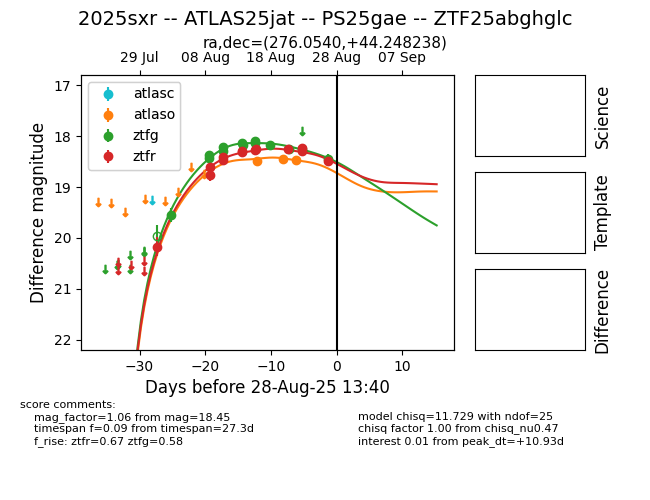 2025sxr -- ATLAS25jat -- PS25gae -- ZTF25abghglc
ra,dec=(276.0540,+44.248238)
29 Jul 08 Aug 18 Aug 28 Aug 07 Sep
atlasc
atlaso
ztfg
ztfr
17
18
19
20
21
22
Difference magnitude
−30 −20 −10 0 10
Days before 28-Aug-25 13:40
Science
Template
Difference
score comments:
mag_factor=1.06 from mag=18.45
timespan f=0.09 from timespan=27.3d
f_rise: ztfr=0.67 ztfg=0.58
model chisq=11.729 with ndof=25
chisq factor 1.00 from chisq_nu0.47
interest 0.01 from peak_dt=+10.93d